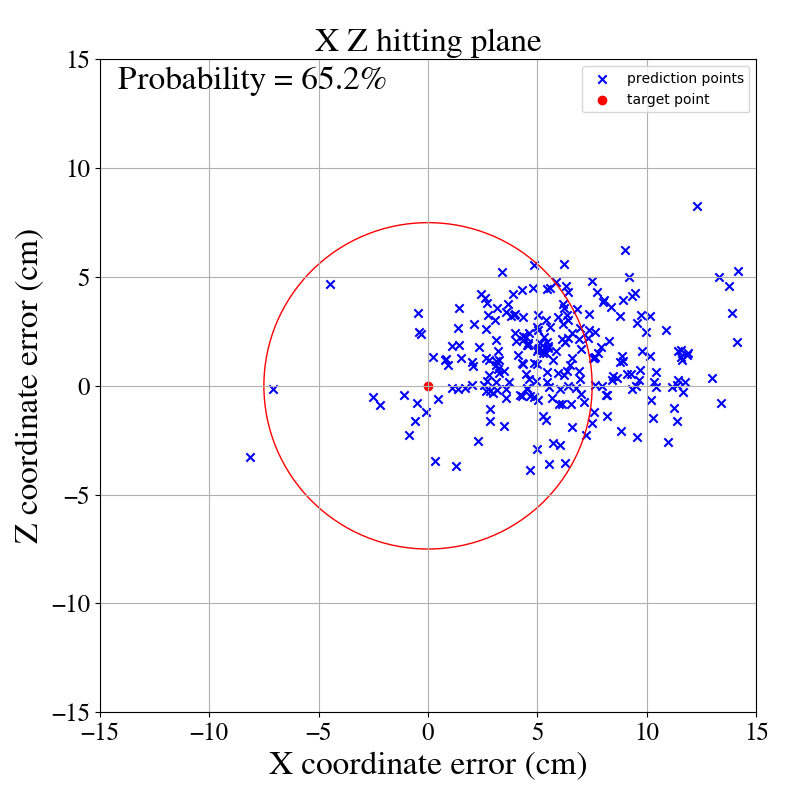 X Z hitting plane
Probability = 65.2%
prediction points
target point
Z coordinate error (cm)
15
10
5
0
−5
−10
−15
−15 −10 −5 0 5 10 15
X coordinate error (cm)